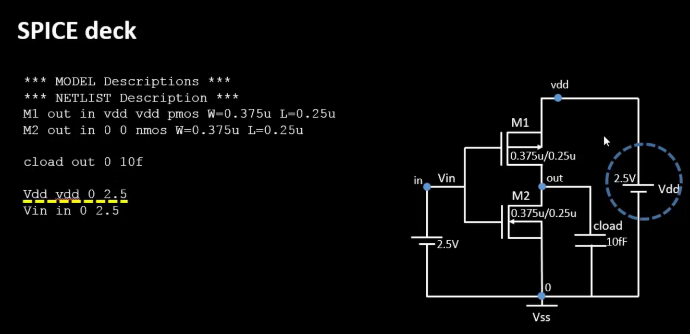 SPICE deck
*** MODEL Descriptions ***
*** NETLIST Description ***
M1 out in vdd vdd pmos W=0.375u L=0.25u
M2 out in 0 0 nmos W=0.375u L=0.25u
cload out 0 10f
Vdd vdd 0 2.5
Vin in 0 2.5
vdd
M1
0.375u/0.25u
in
Vin
out
2.5V
Vdd
M2
0.375u/0.25u
cload
10fF
2.5V
0
Vss